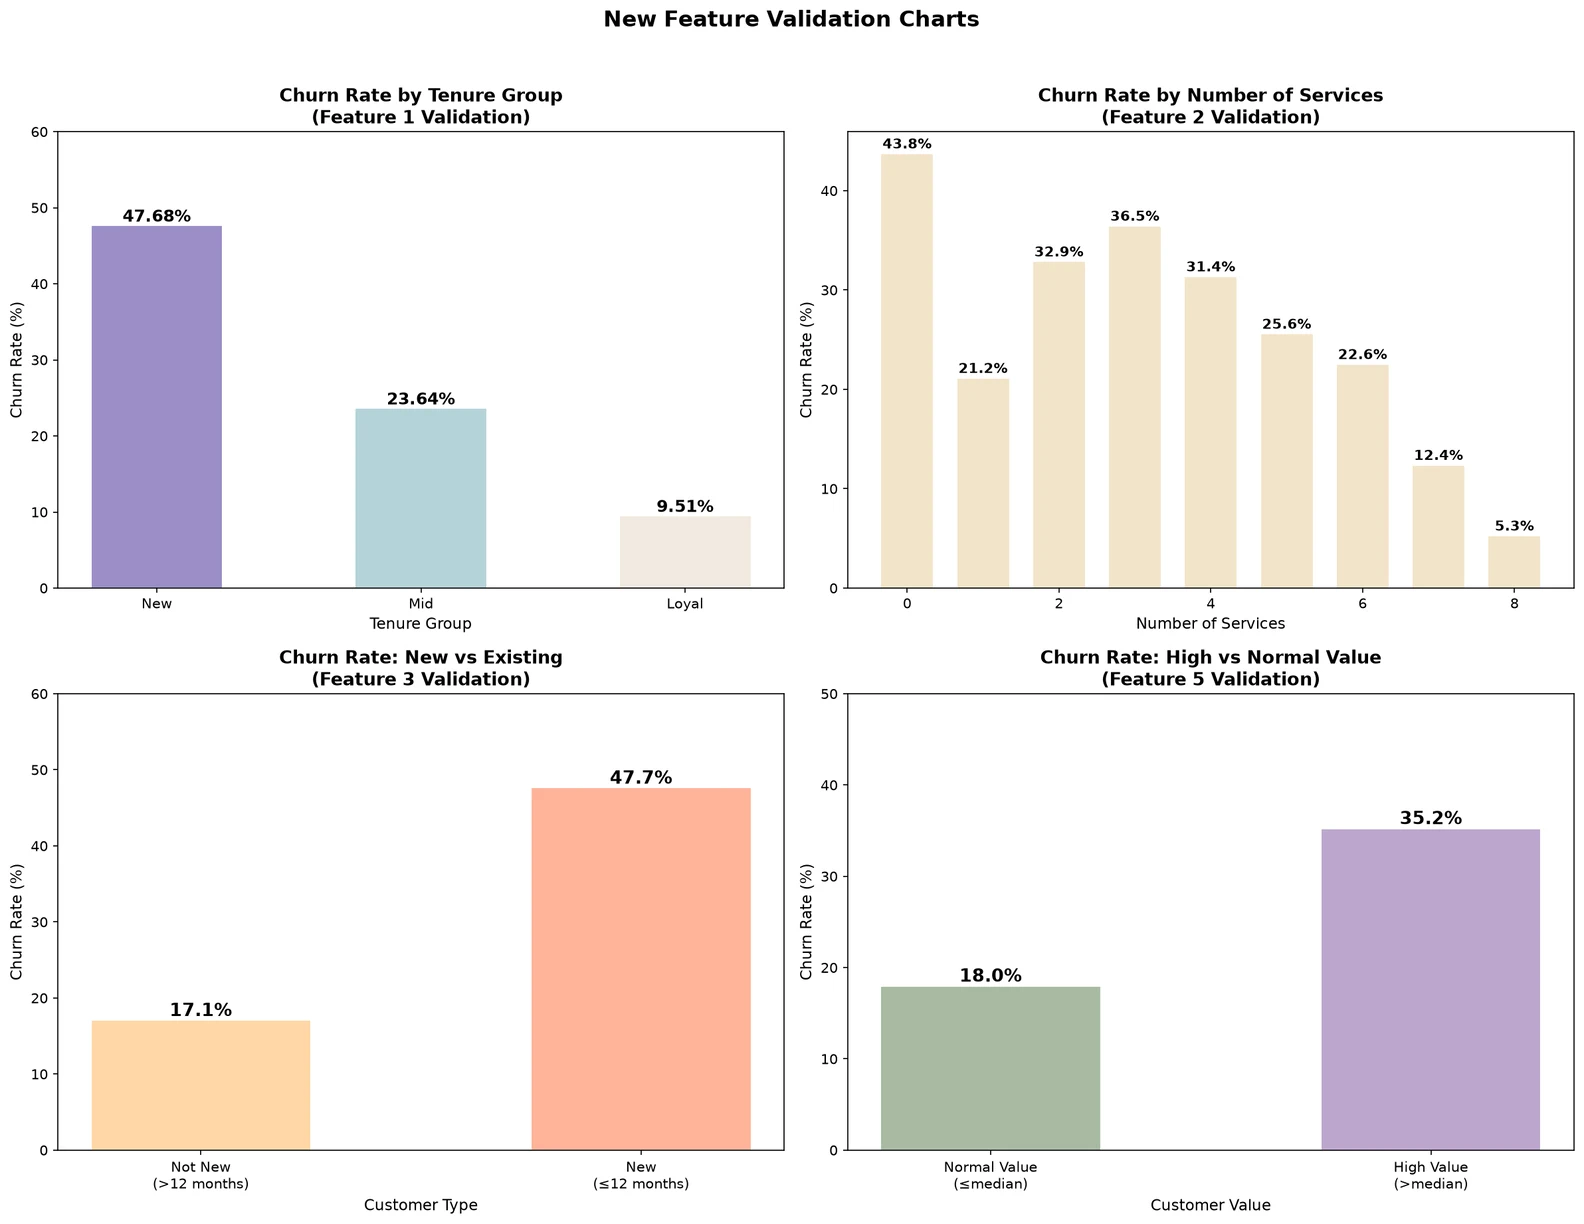 New Feature Validation Charts
Churn Rate by Tenure Group
(Feature 1 Validation)
Churn Rate (%)
60
50
40
30
20
10
0
47.68%
23.64%
9.51%
New
Mid
Loyal
Tenure Group
Churn Rate by Number of Services
(Feature 2 Validation)
Churn Rate (%)
40
30
20
10
0
43.8%
21.2%
32.9%
36.5%
31.4%
25.6%
22.6%
12.4%
5.3%
0
2
4
6
8
Number of Services
Churn Rate: New vs Existing
(Feature 3 Validation)
Churn Rate (%)
60
50
40
30
20
10
0
17.1%
47.7%
Not New
(>12 months)
New
(≤12 months)
Customer Type
Churn Rate: High vs Normal Value
(Feature 5 Validation)
Churn Rate (%)
50
40
30
20
10
0
18.0%
35.2%
Normal Value
(≤median)
High Value
(>median)
Customer Value